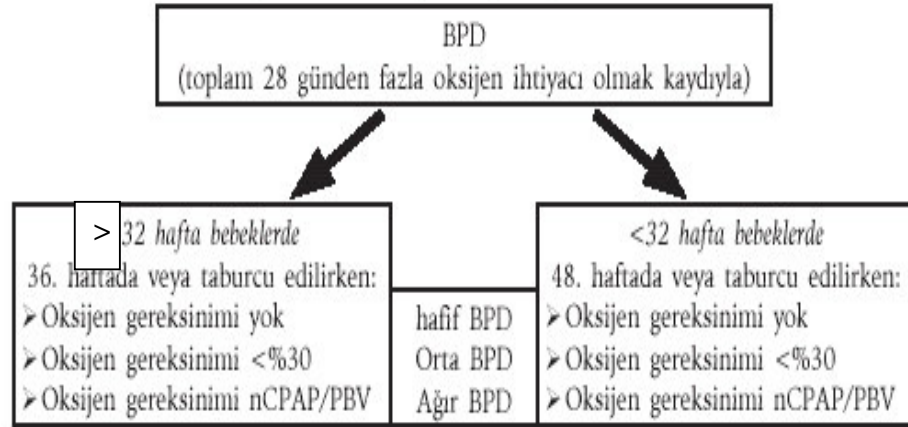 BPD
(toplam 28 günden fazla oksijen ihtiyacı olmak kaydıyla)
> 32 hafta bebeklerde
36. haftada veya taburcu edilirken:
➤Oksijen gereksinimi yok
➤Oksijen gereksinimi <%30
➤Oksijen gereksinimi nCPAP/PBV
hafif BPD
Orta BPD
Ağır BPD
<32 hafta bebeklerde
48. haftada veya taburcu edilirken:
➤Oksijen gereksinimi yok
➤Oksijen gereksinimi <%30
➤Oksijen gereksinimi nCPAP/PBV